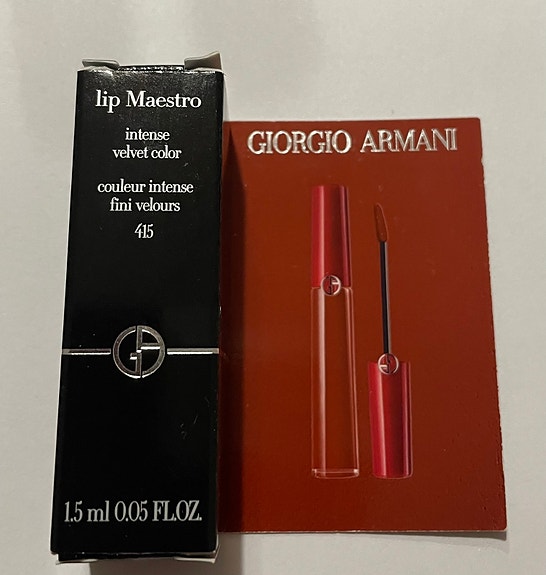 lip Maestro
intense
velvet color
couleur intense
fini velours
415
GA
1.5 ml 0.05 FL.OZ.
GIORGIO ARMANI